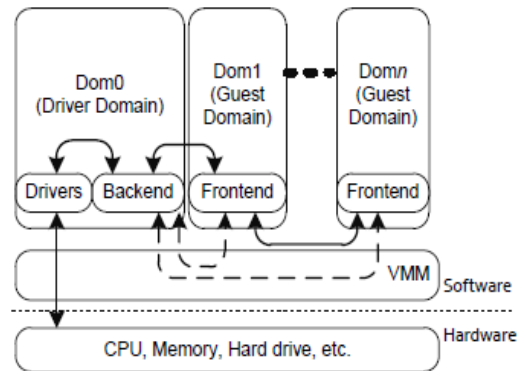 Dom0
(Driver Domain)
Dom1
(Guest
Domain)
Domn
(Guest
Domain)
Drivers
Backend
Frontend
Frontend
VMM
Software
Hardware
CPU, Memory, Hard drive, etc.